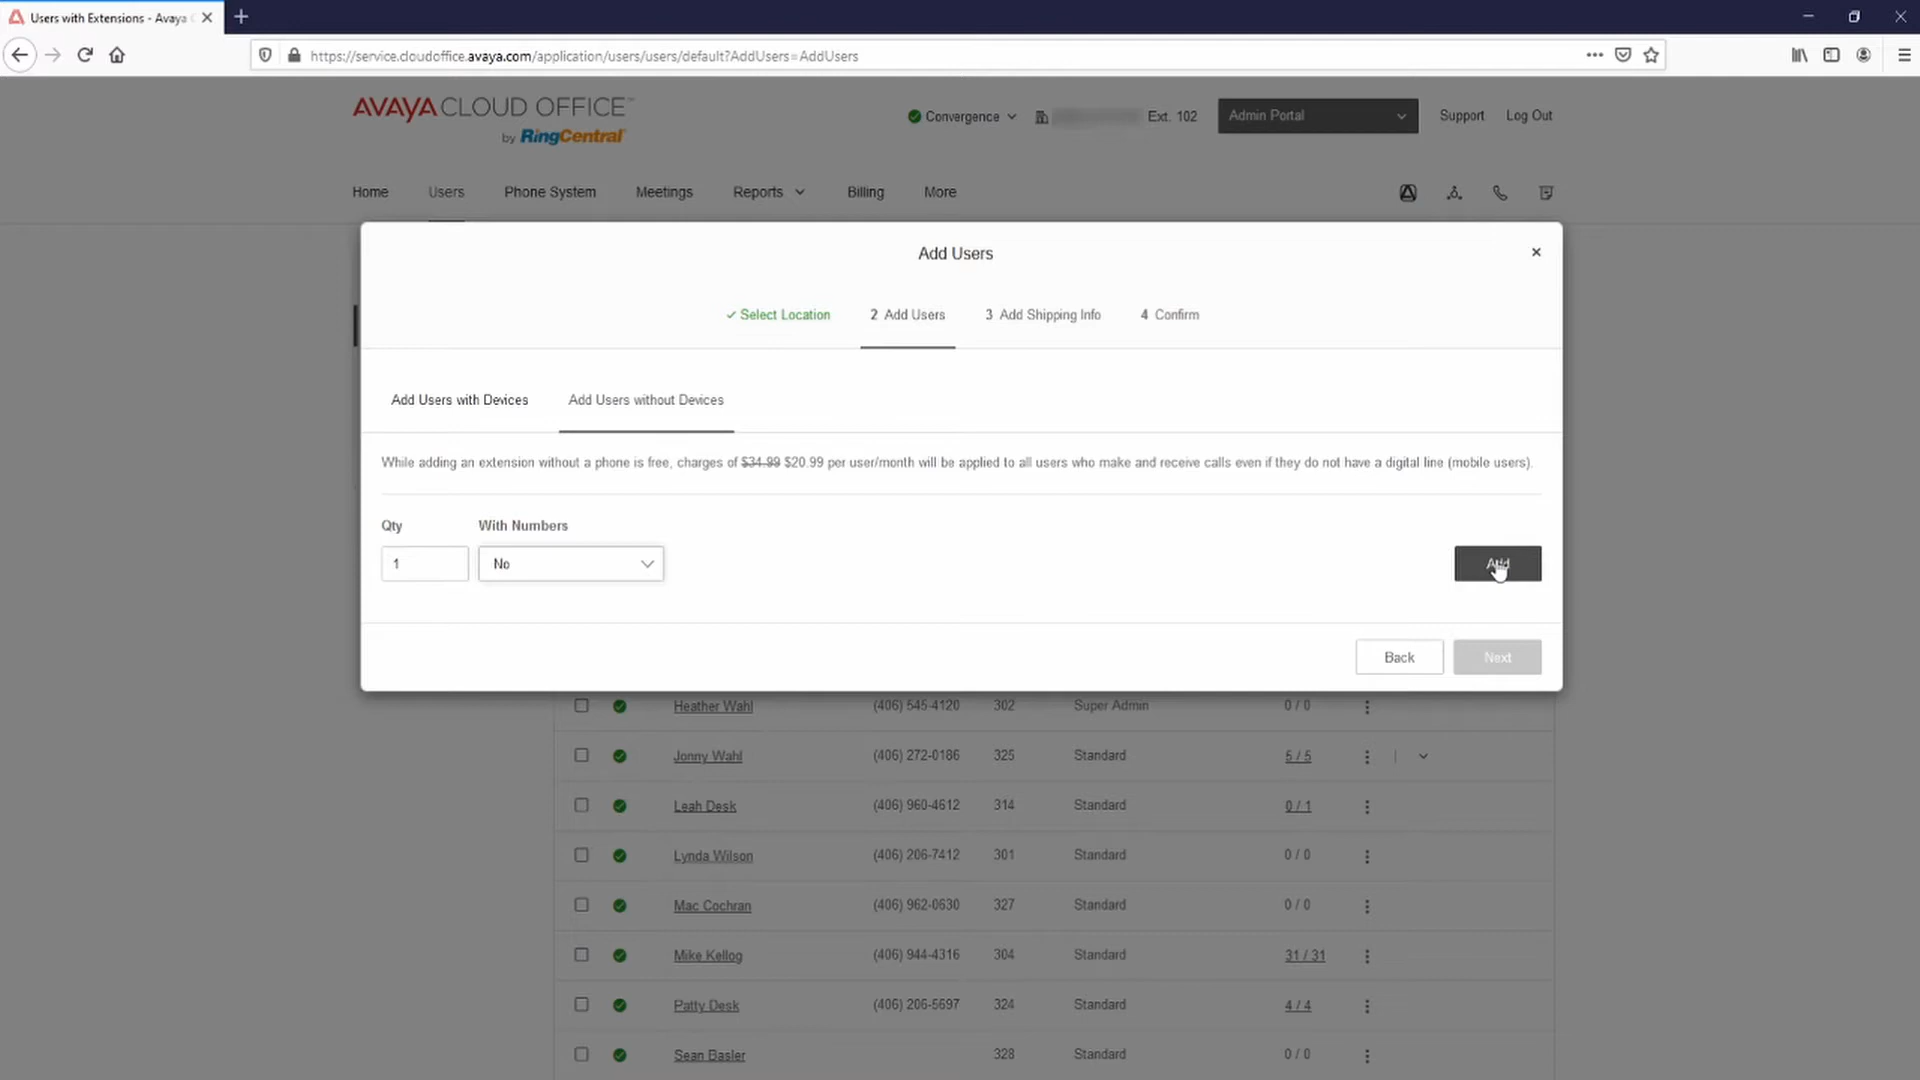 Users with Extensions - Avaya
https://service.cloudoffice.avaya.com/application/users/users/default?AddUsers=AddUsers
AVAYA CLOUD OFFICE™
by RingCentral
Convergence
Ext. 102
Admin Portal
Support
Log Out
Home
Users
Phone System
Meetings
Reports
Billing
More
Add Users
Select Location
2 Add Users
3 Add Shipping Info
4 Confirm
Add Users with Devices
Add Users without Devices
While adding an extension without a phone is free, charges of $34.99 $20.99 per user/month will be applied to all users who make and receive calls even if they do not have a digital line (mobile users).
Qty
With Numbers
1
No
Add
Back
Next
Heather Wahl (406) 545-4120 302 Super Admin 0 / 0
Jonny Wahl (406) 272-0186 325 Standard 5 / 5
Leah Desk (406) 960-4612 314 Standard 0 / 1
Lynda Wilson (406) 206-7412 301 Standard 0 / 0
Mac Cochran (406) 962-0630 327 Standard 0 / 0
Mike Kellog (406) 944-4316 304 Standard 31 / 31
Patty Desk (406) 206-5697 324 Standard 4 / 4
Sean Basler 328 Standard 0 / 0